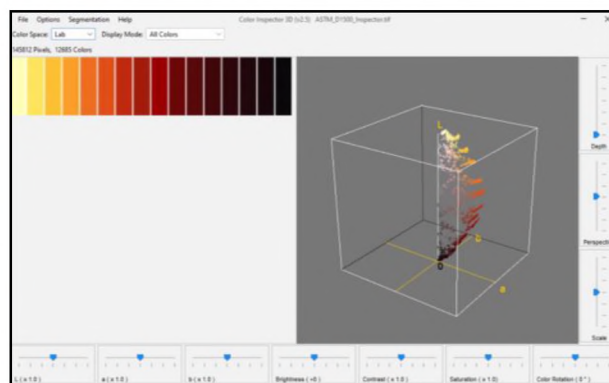 Color Inspector 3D (v2.5)   ASTM_D1500_Inspector.tif
File Options Segmentation Help
Color Space: Lab Display Mode: All Colors
145812 Pixels, 12685 Colors
L
b
a
0
Depth
Perspective
Scale
L ( x 1.0 )
a ( x 1.0 )
b ( x 1.0 )
Brightness ( +0 )
Contrast ( x 1.0 )
Saturation ( x 1.0)
Color Rotation ( 0 ° )